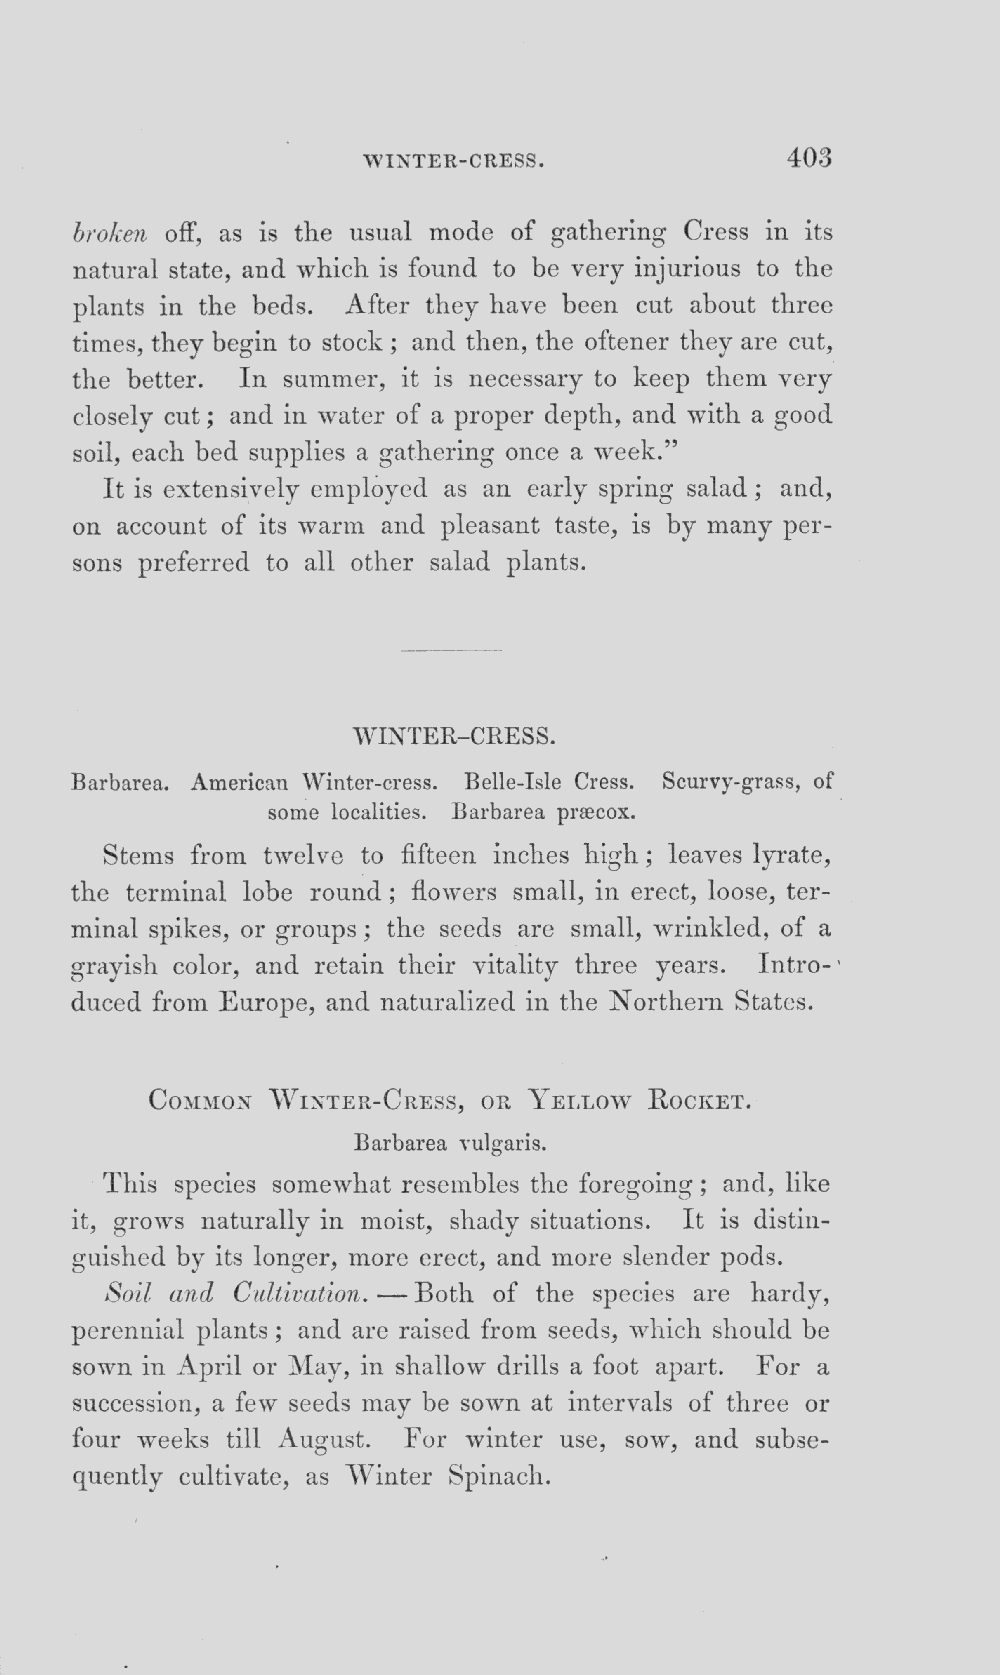 WINTER-CRESS. 403
broken off, as is the usual mode of gathering Cress in its
natural state, and which is found to be very injurious to the
plants in the beds. After they have been cut about three
times, they begin to stock; and then, the oftener they are cut,
the better. In summer, it is necessary to keep them very
closely cut; and in water of a proper depth, and with a good
soil, each bed supplies a gathering once a week.”
It is extensively employed as an early spring salad; and,
on account of its warm and pleasant taste, is by many per-
sons preferred to all other salad plants.
WINTER-CRESS.
Barbarea. American Winter-cress. Belle-Isle Cress. Scurvy-grass, of
some localities. Barbarea præcox.
Stems from twelve to fifteen inches high; leaves lyrate,
the terminal lobe round; flowers small, in erect, loose, ter-
minal spikes, or groups; the seeds are small, wrinkled, of a
grayish color, and retain their vitality three years. Intro-
duced from Europe, and naturalized in the Northern States.
COMMON WINTER-CRESS, OR YELLOW ROCKET.
Barbarea vulgaris.
This species somewhat resembles the foregoing; and, like
it, grows naturally in moist, shady situations. It is distin-
guished by its longer, more erect, and more slender pods.
Soil and Cultivation. — Both of the species are hardy,
perennial plants; and are raised from seeds, which should be
sown in April or May, in shallow drills a foot apart. For a
succession, a few seeds may be sown at intervals of three or
four weeks till August. For winter use, sow, and subse-
quently cultivate, as Winter Spinach.